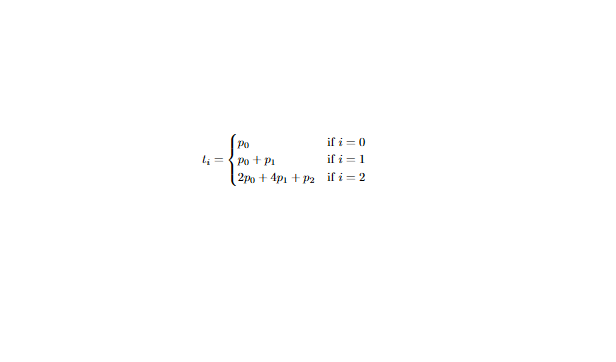 t_i = { p_0 if i = 0
p_0 + p_1 if i = 1
2p_0 + 4p_1 + p_2 if i = 2